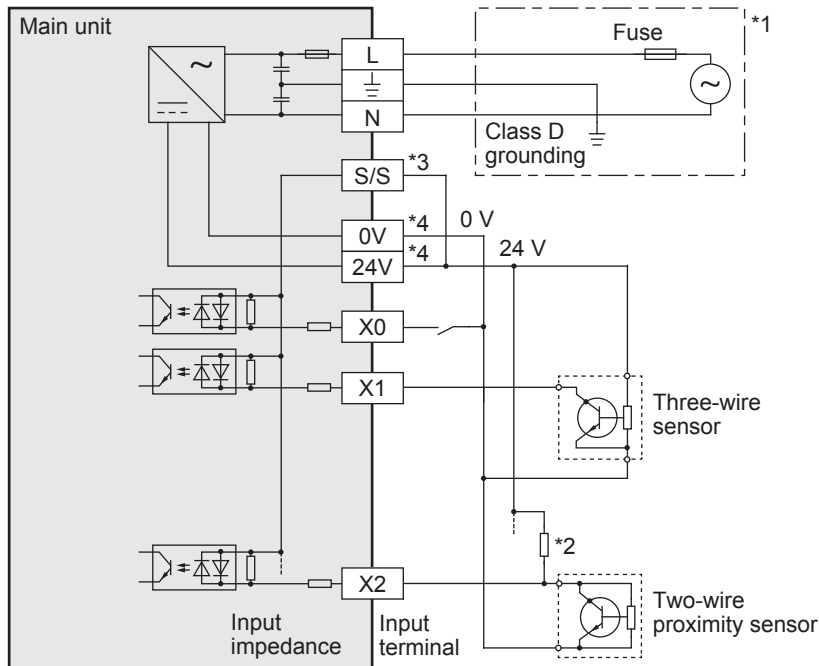 Main unit
L
N
S/S
0V
24V
X0
X1
X2
*3
*4
*4
0 V
24 V
Fuse
*1
Class D
grounding
Three-wire
sensor
*2
Two-wire
proximity sensor
Input
impedance
Input
terminal